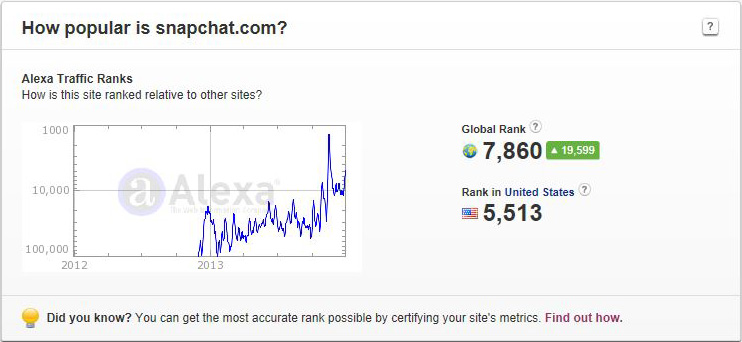 How popular is snapchat.com?
?
Alexa Traffic Ranks
How is this site ranked relative to other sites?
1000
10,000
100,000
2012
2013
a Alexa®
Global Rank ?
7,860 ▲ 19,599
Rank in United States ?
5,513
Did you know? You can get the most accurate rank possible by certifying your site's metrics. Find out how.